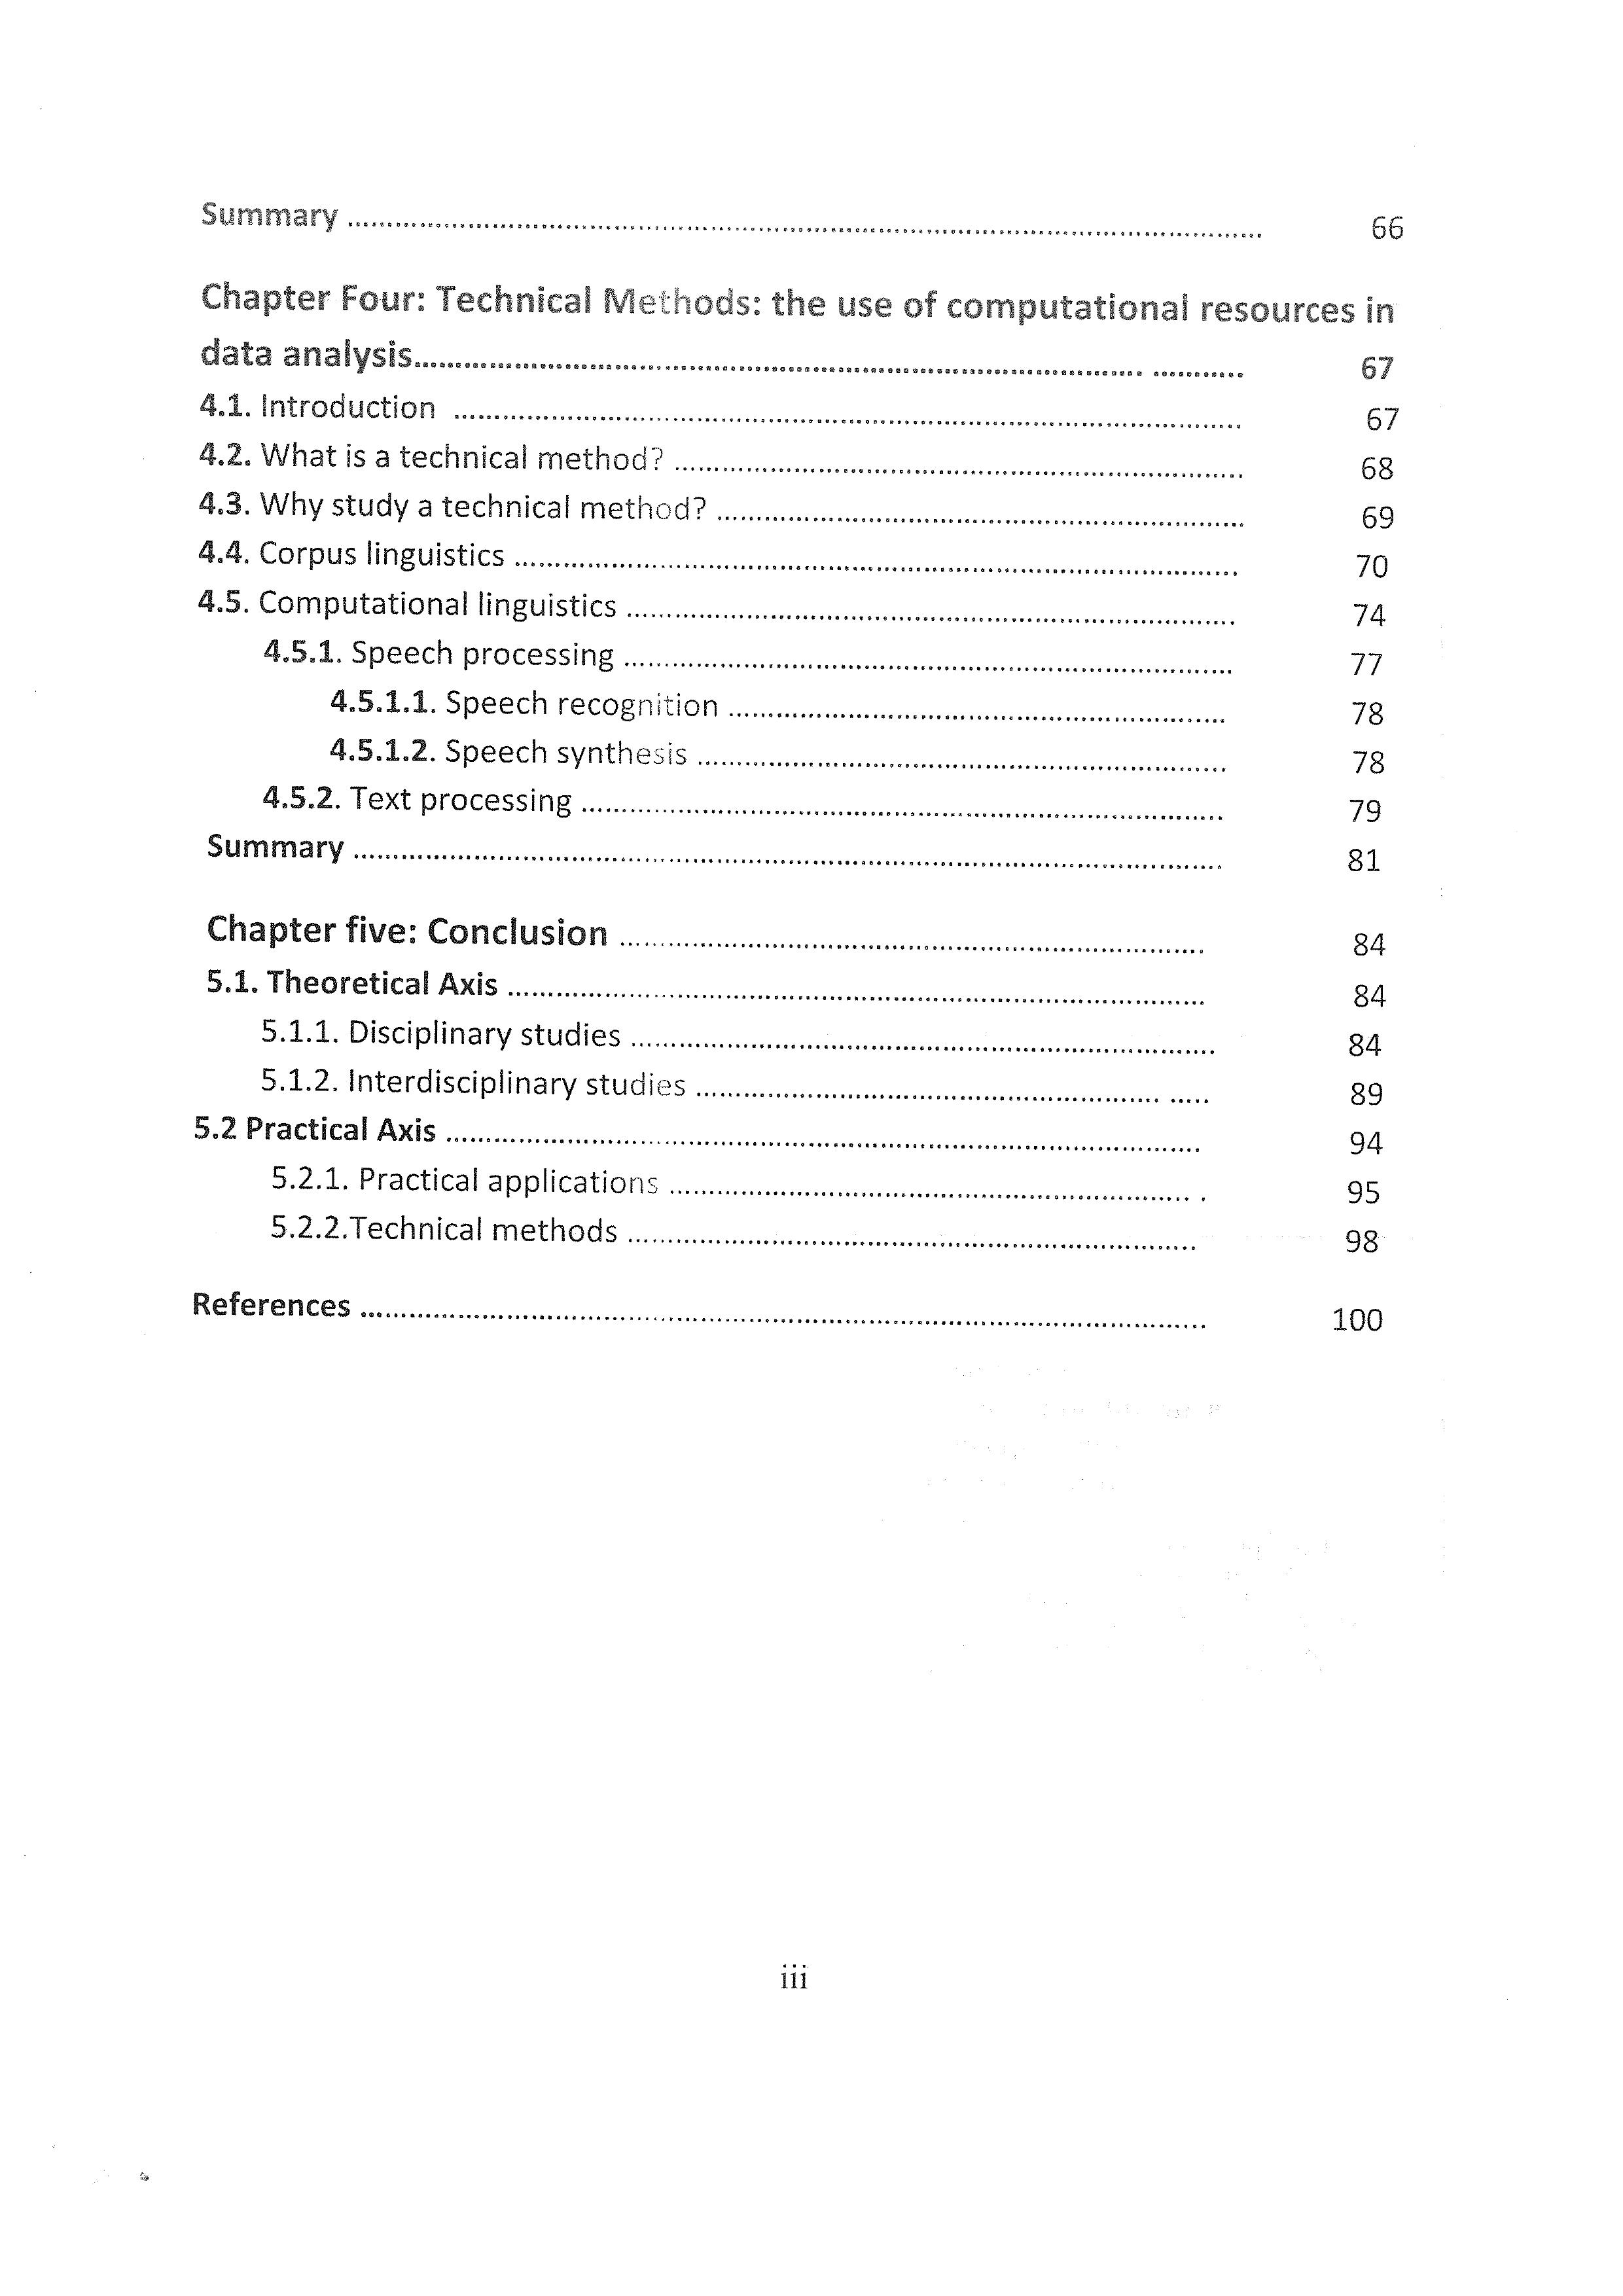 Summary ........................................ 66
Chapter Four: Technical Methods: the use of computational resources in
data analysis........................................ 67
4.1. Introduction ........................................ 67
4.2. What is a technical method? ........................................ 68
4.3. Why study a technical method? ........................................ 69
4.4. Corpus linguistics ........................................ 70
4.5. Computational linguistics ........................................ 74
4.5.1. Speech processing ........................................ 77
4.5.1.1. Speech recognition ........................................ 78
4.5.1.2. Speech synthesis ........................................ 78
4.5.2. Text processing ........................................ 79
Summary ........................................ 81
Chapter five: Conclusion ........................................ 84
5.1. Theoretical Axis ........................................ 84
5.1.1. Disciplinary studies ........................................ 84
5.1.2. Interdisciplinary studies ........................................ 89
5.2 Practical Axis ........................................ 94
5.2.1. Practical applications ........................................ 95
5.2.2.Technical methods ........................................ 98
References ........................................ 100
iii